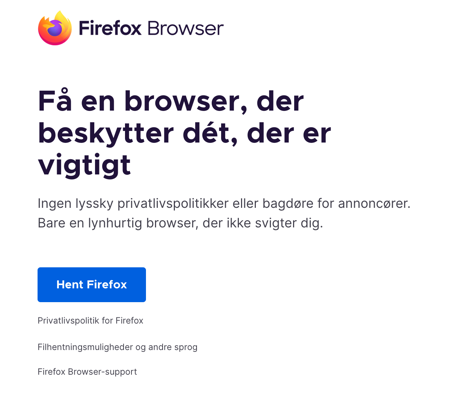 Firefox Browser
Få en browser, der
beskytter dét, der er
vigtigt
Ingen lyssky privatlivspolitikker eller bagdøre for annoncører.
Bare en lynhurtig browser, der ikke svigter dig.
Hent Firefox
Privatlivspolitik for Firefox
Filhentningsmuligheder og andre sprog
Firefox Browser-support